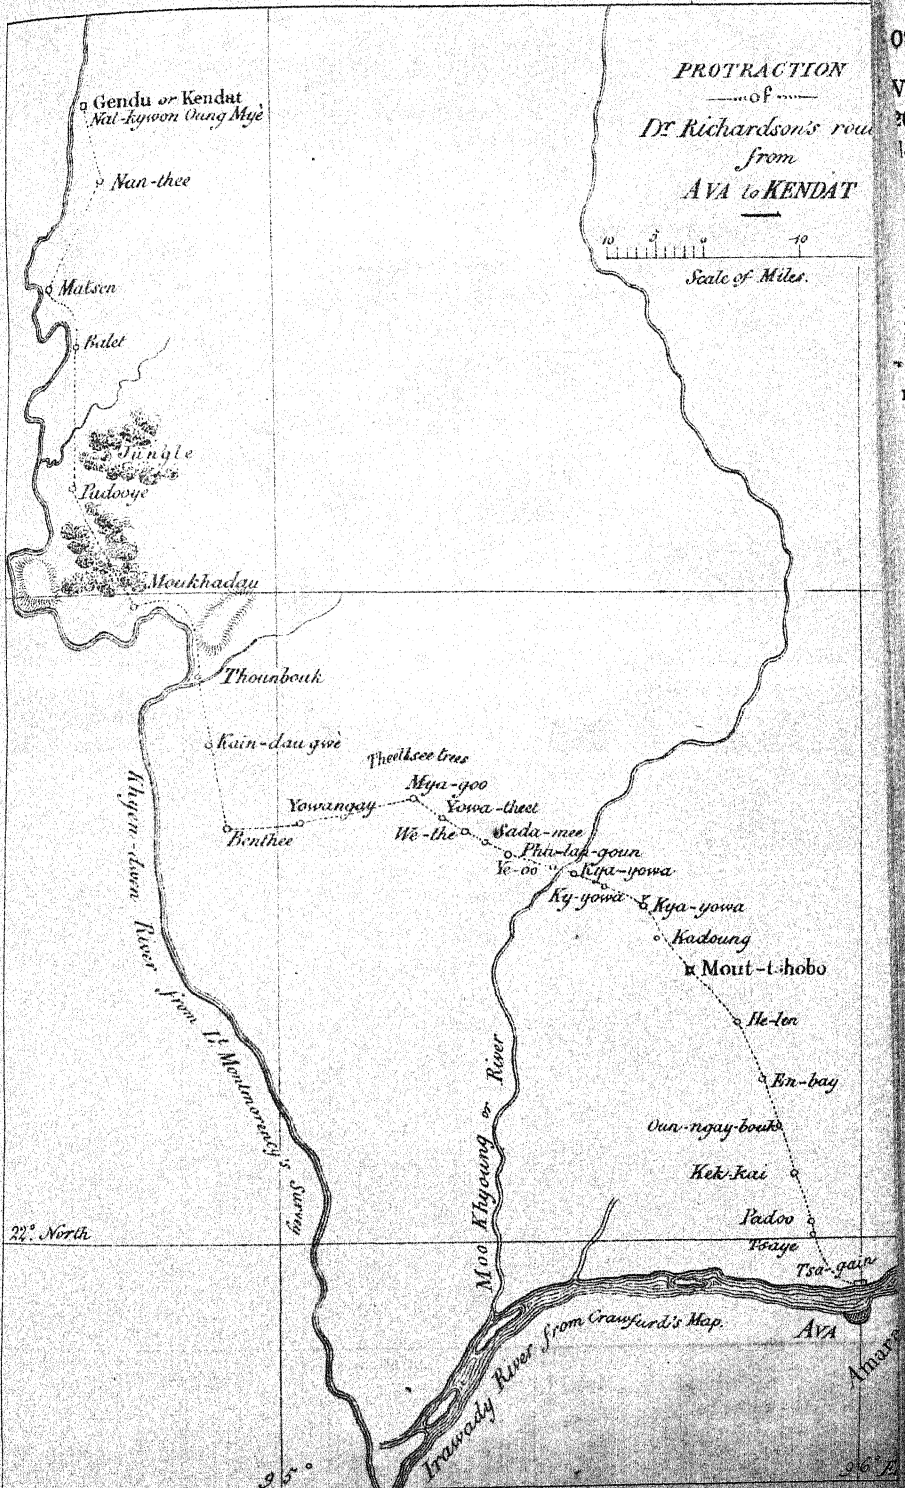 PROTRACTION
of
Dr Richardson's rou
from
AVA to KENDAT
10 5 0 10
Scale of Miles.
Gendu or Kendat
Nat-kywon Oung Myè
Nan-thee
Matsen
Balet
Jungle
Padooye
Moukhadau
Thounbouk
Kain-dau gwè
Theethsee trees
Mya-goo
Yowangay
Yowa-theet
Benthee
We-the
Sada-mee
Phu-lap-goun
Ye-oo
Kya-yowa
Ky-yowa
Kya-yowa
Kadoung
Mout-tshobo
He-len
En-bay
Oun-ngay-bouk
Kek-kai
Padoo
Tsaye
Tsa-gain
AVA
Amara
Khyen-dwen River from Lt Montmorency's Survey
Moo Khyoung or River
Irawady River from Crawfurd's Map.
22° North
95°
96° E